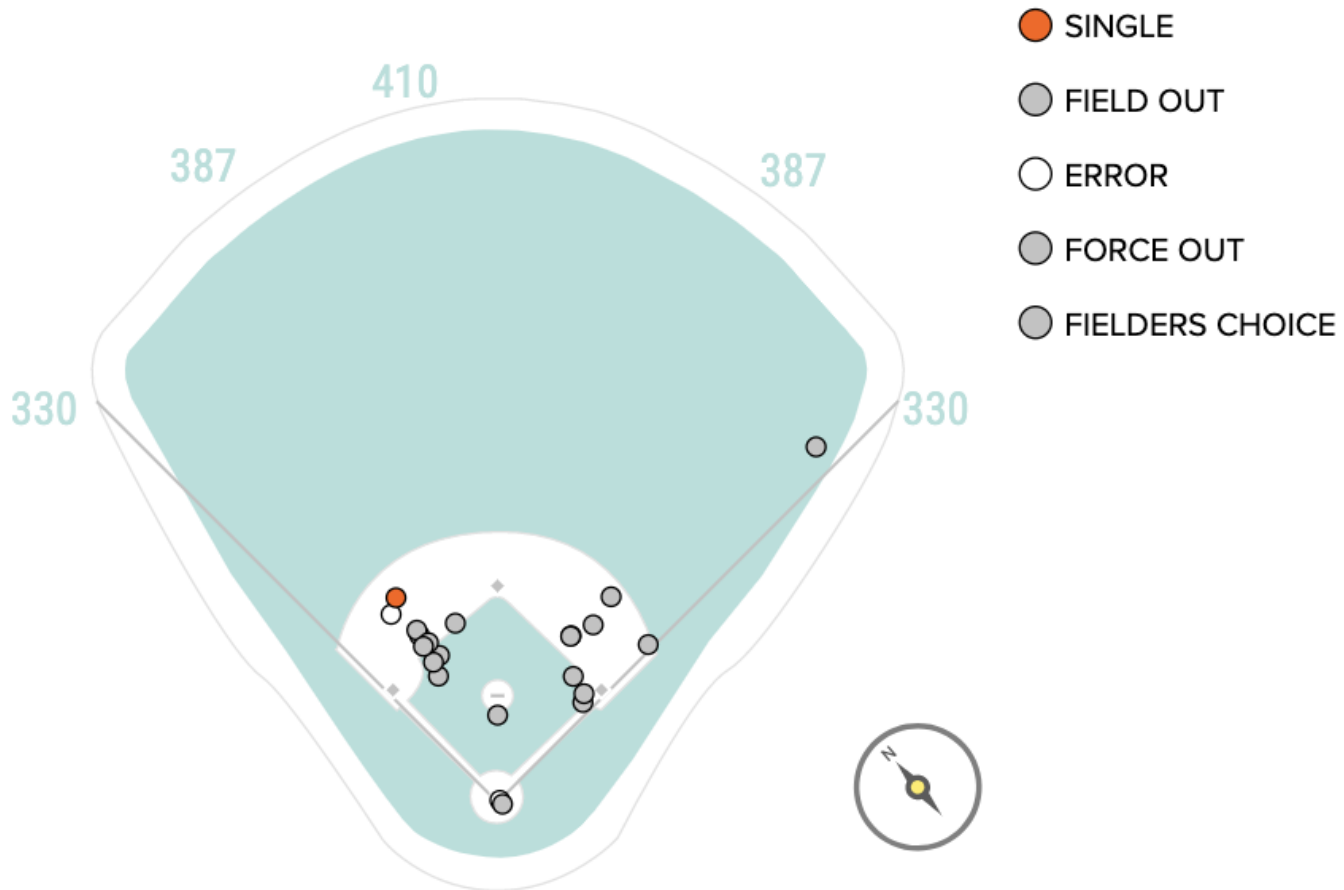 410
387
387
330
330
SINGLE
FIELD OUT
ERROR
FORCE OUT
FIELDERS CHOICE
N